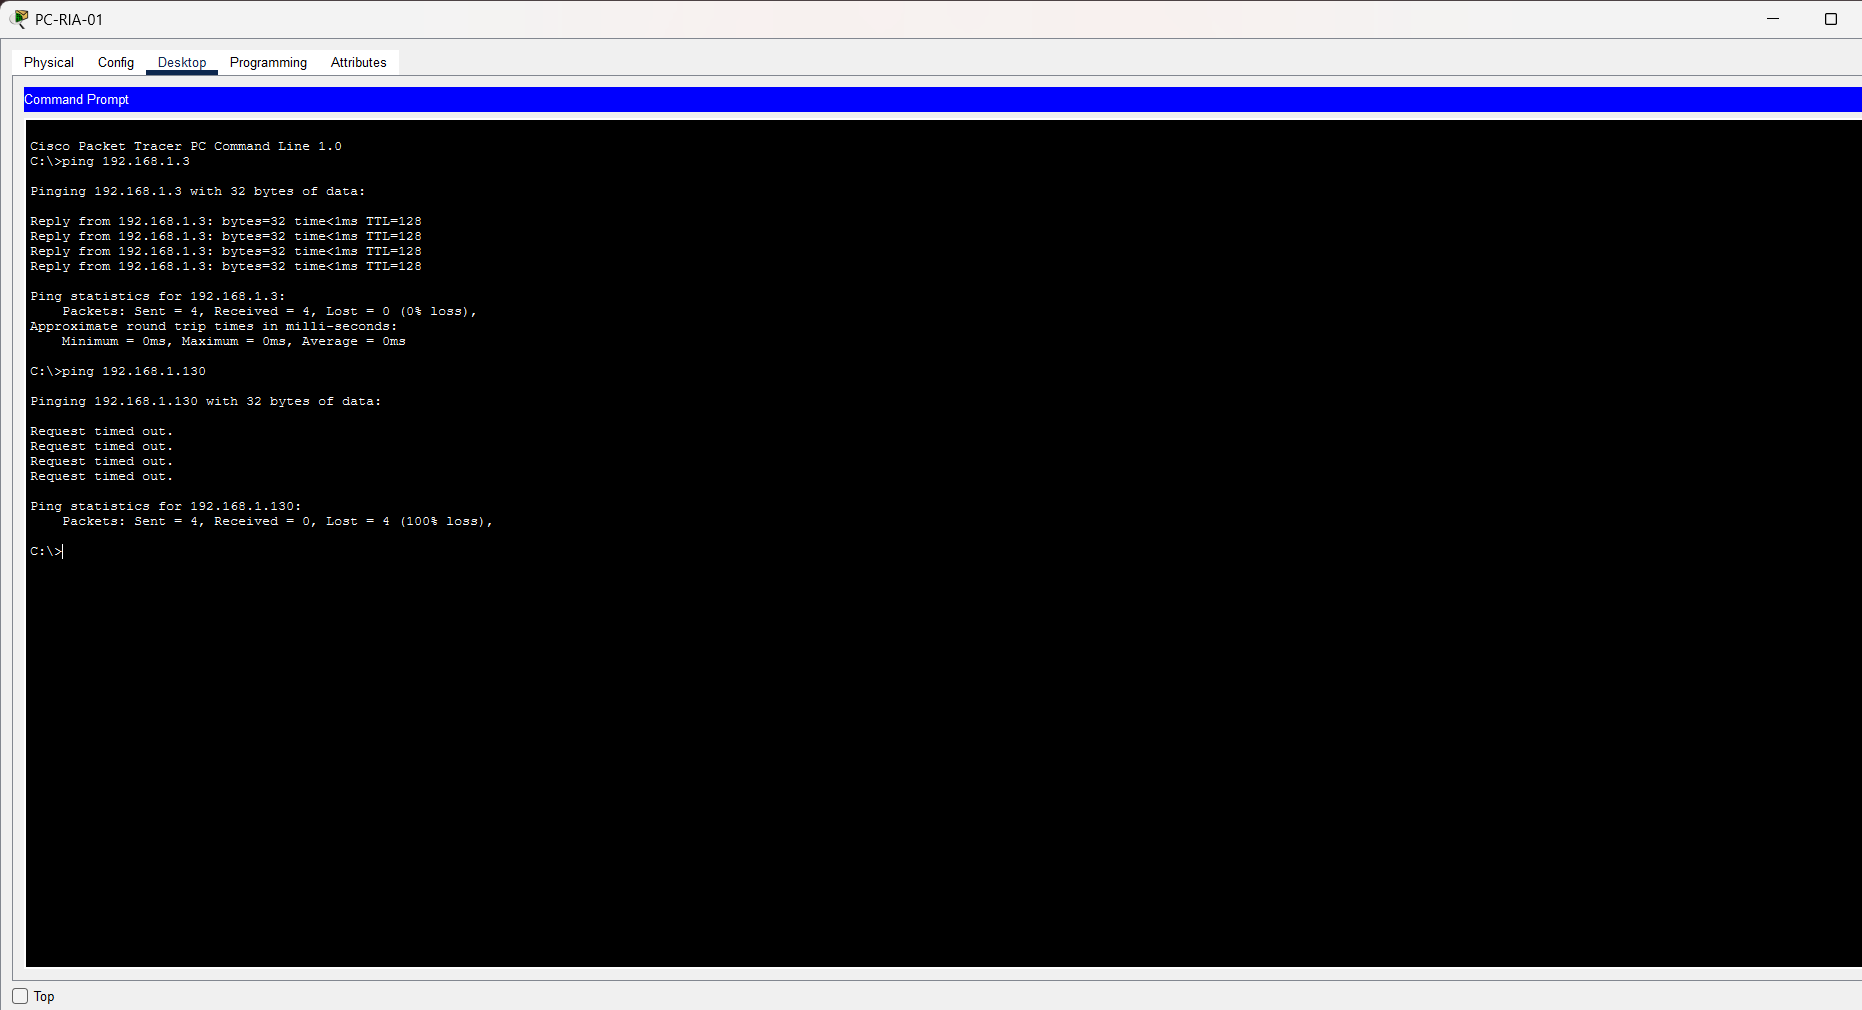 PC-RIA-01
Physical Config Desktop Programming Attributes
Command Prompt
Cisco Packet Tracer PC Command Line 1.0
C:\>ping 192.168.1.3
Pinging 192.168.1.3 with 32 bytes of data:
Reply from 192.168.1.3: bytes=32 time<1ms TTL=128
Reply from 192.168.1.3: bytes=32 time<1ms TTL=128
Reply from 192.168.1.3: bytes=32 time<1ms TTL=128
Reply from 192.168.1.3: bytes=32 time<1ms TTL=128
Ping statistics for 192.168.1.3:
    Packets: Sent = 4, Received = 4, Lost = 0 (0% loss),
Approximate round trip times in milli-seconds:
    Minimum = 0ms, Maximum = 0ms, Average = 0ms
C:\>ping 192.168.1.130
Pinging 192.168.1.130 with 32 bytes of data:
Request timed out.
Request timed out.
Request timed out.
Request timed out.
Ping statistics for 192.168.1.130:
    Packets: Sent = 4, Received = 0, Lost = 4 (100% loss),
C:\>
Top